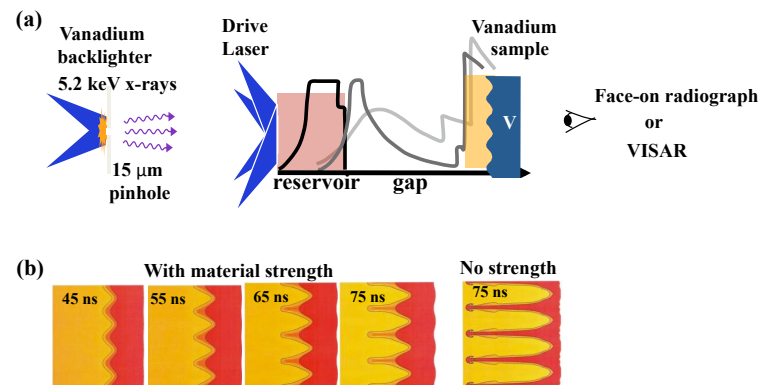 (a)
Vanadium
backlighter
5.2 keV x-rays
15 μm
pinhole
Drive
Laser
reservoir
gap
Vanadium
sample
V
Face-on radiograph
or
VISAR
(b)
With material strength
No strength
45 ns
55 ns
65 ns
75 ns
75 ns